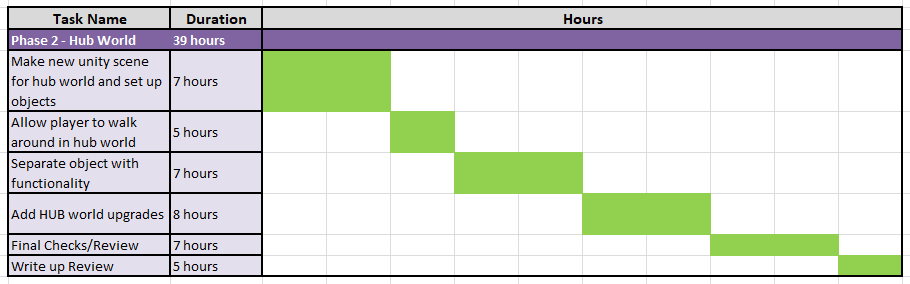 Task Name Duration Hours
Phase 2 - Hub World 39 hours
Make new unity scene
for hub world and set up
objects
7 hours
Allow player to walk
around in hub world
5 hours
Separate object with
functionality
7 hours
Add HUB world upgrades 8 hours
Final Checks/Review 7 hours
Write up Review 5 hours